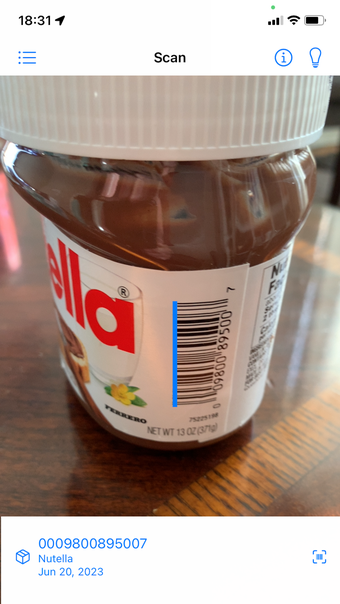 18:31
Scan
ella®
FERRERO
NET WT 13 OZ (371g)
75225198
0 09800 89500 7
0009800895007
Nutella
Jun 20, 2023